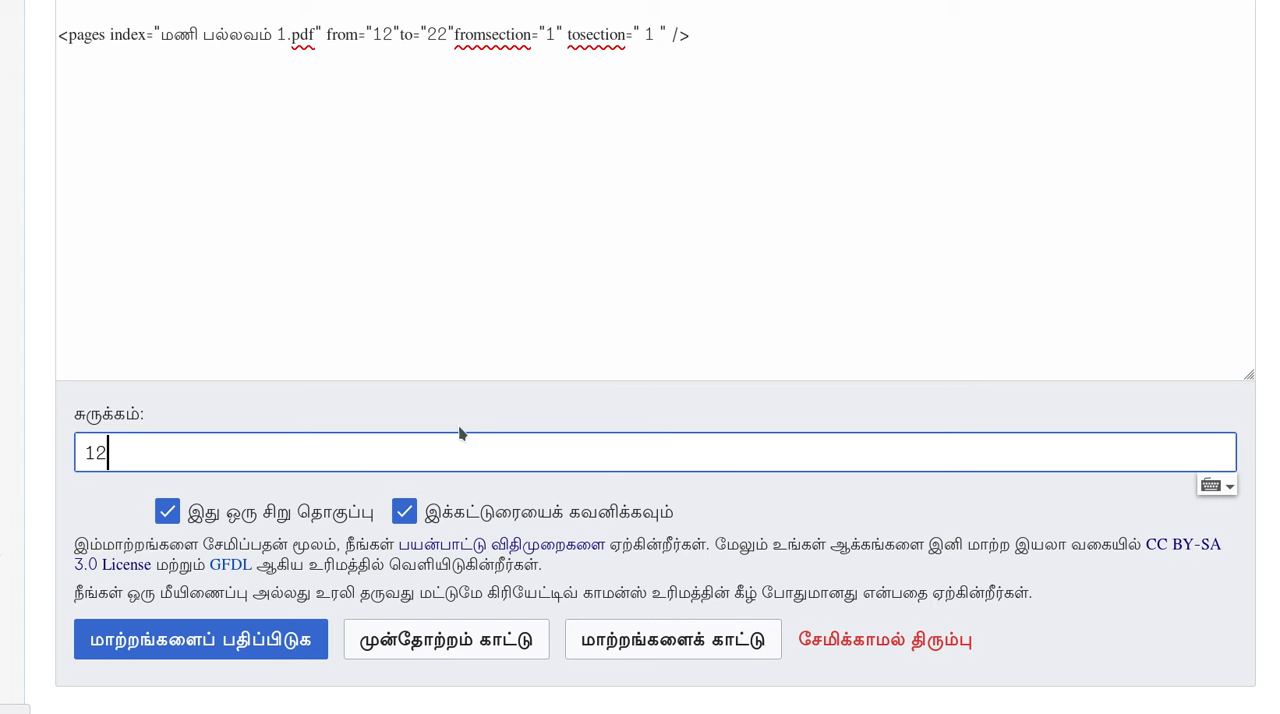 <pages index="மணி பல்லவம் 1.pdf" from="12"to="22"fromsection="1" tosection=" 1 " />
சுருக்கம்:
12
இது ஒரு சிறு தொகுப்பு இக்கட்டுரையைக் கவனிக்கவும்
இம்மாற்றங்களை சேமிப்பதன் மூலம், நீங்கள் பயன்பாட்டு விதிமுறைகளை ஏற்கின்றீர்கள். மேலும் உங்கள் ஆக்கங்களை இனி மாற்ற இயலா வகையில் CC BY-SA
3.0 License மற்றும் GFDL ஆகிய உரிமத்தில் வெளியிடுகின்றீர்கள்.
நீங்கள் ஒரு மீயிணைப்பு அல்லது உரலி தருவது மட்டுமே கிரியேட்டிவ் காமன்ஸ் உரிமத்தின் கீழ் போதுமானது என்பதை ஏற்கின்றீர்கள்.
மாற்றங்களைப் பதிப்பிடுக முன்தோற்றம் காட்டு மாற்றங்களைக் காட்டு சேமிக்காமல் திரும்பு